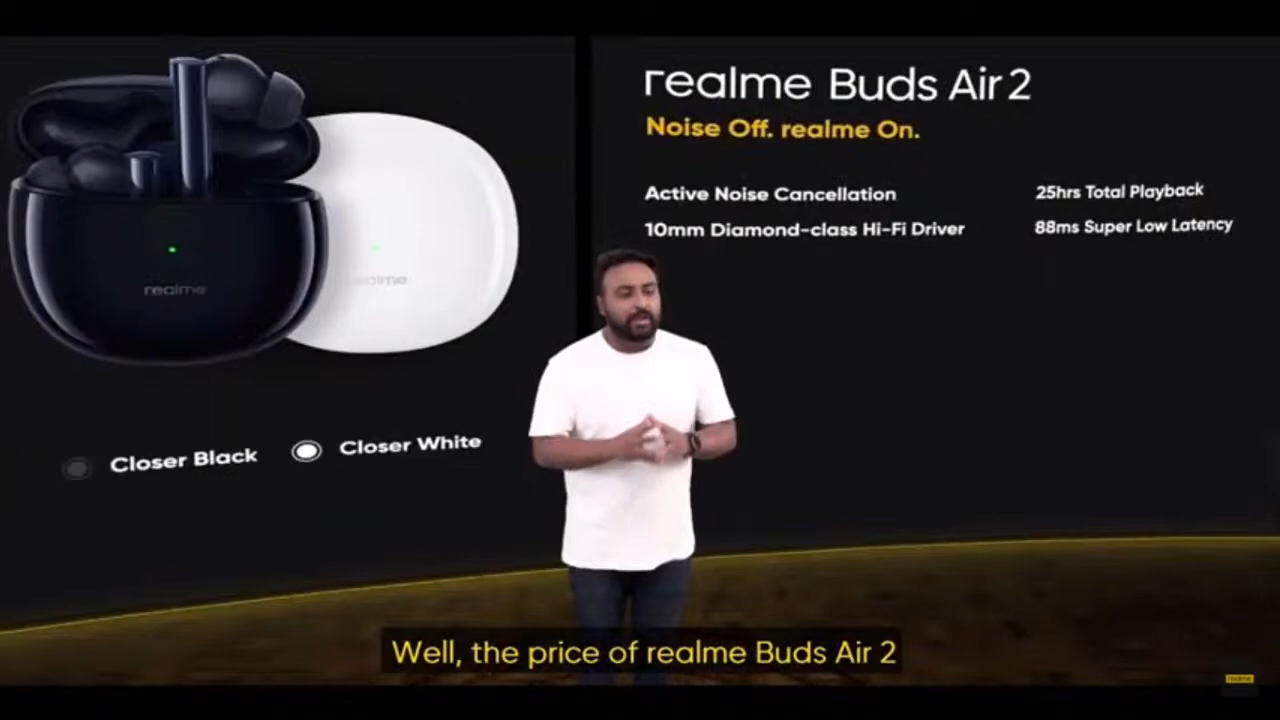 realme Buds Air 2
Noise Off. realme On.
Active Noise Cancellation
25hrs Total Playback
10mm Diamond-class Hi-Fi Driver
88ms Super Low Latency
realme
realme
Closer Black
Closer White
Well, the price of realme Buds Air 2
realme